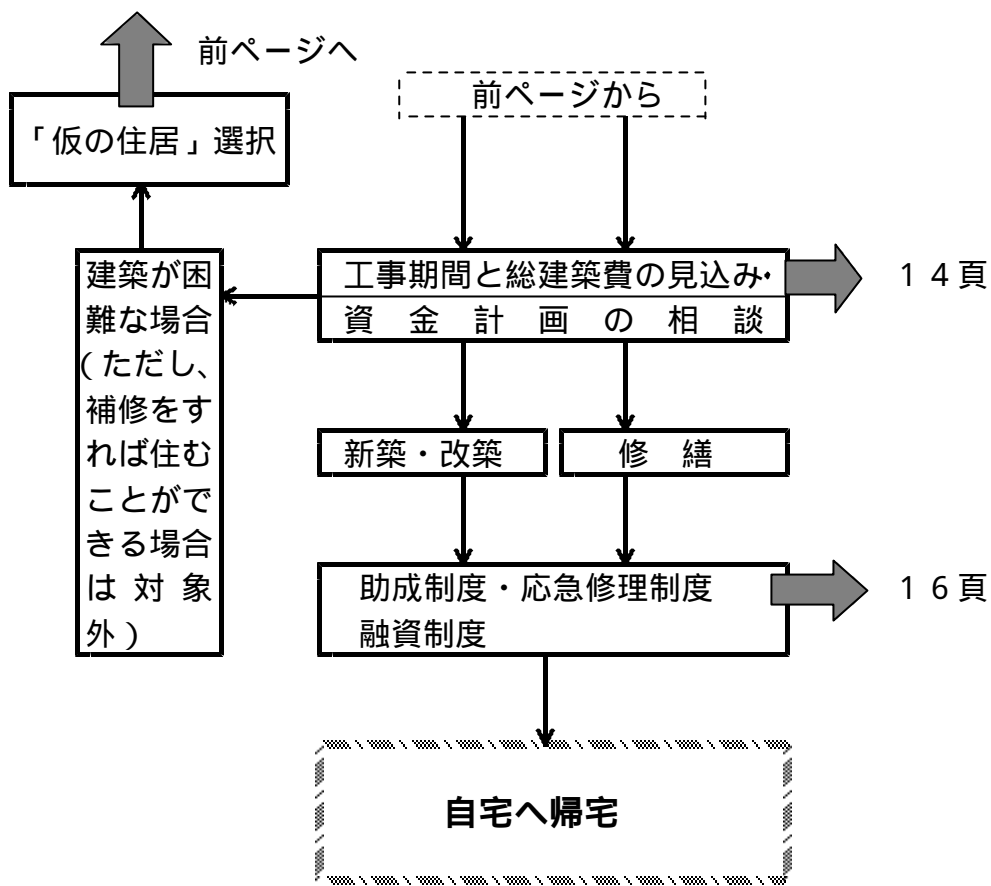 前ページへ
前ページから
「仮の住居」選択
工事期間と総建築費の見込み・
資金計画の相談
14頁
建築が困
難な場合
(ただし、
補修をす
れば住む
ことがで
きる場合
は対象
外)
新築・改築
修繕
助成制度・応急修理制度
融資制度
16頁
自宅へ帰宅